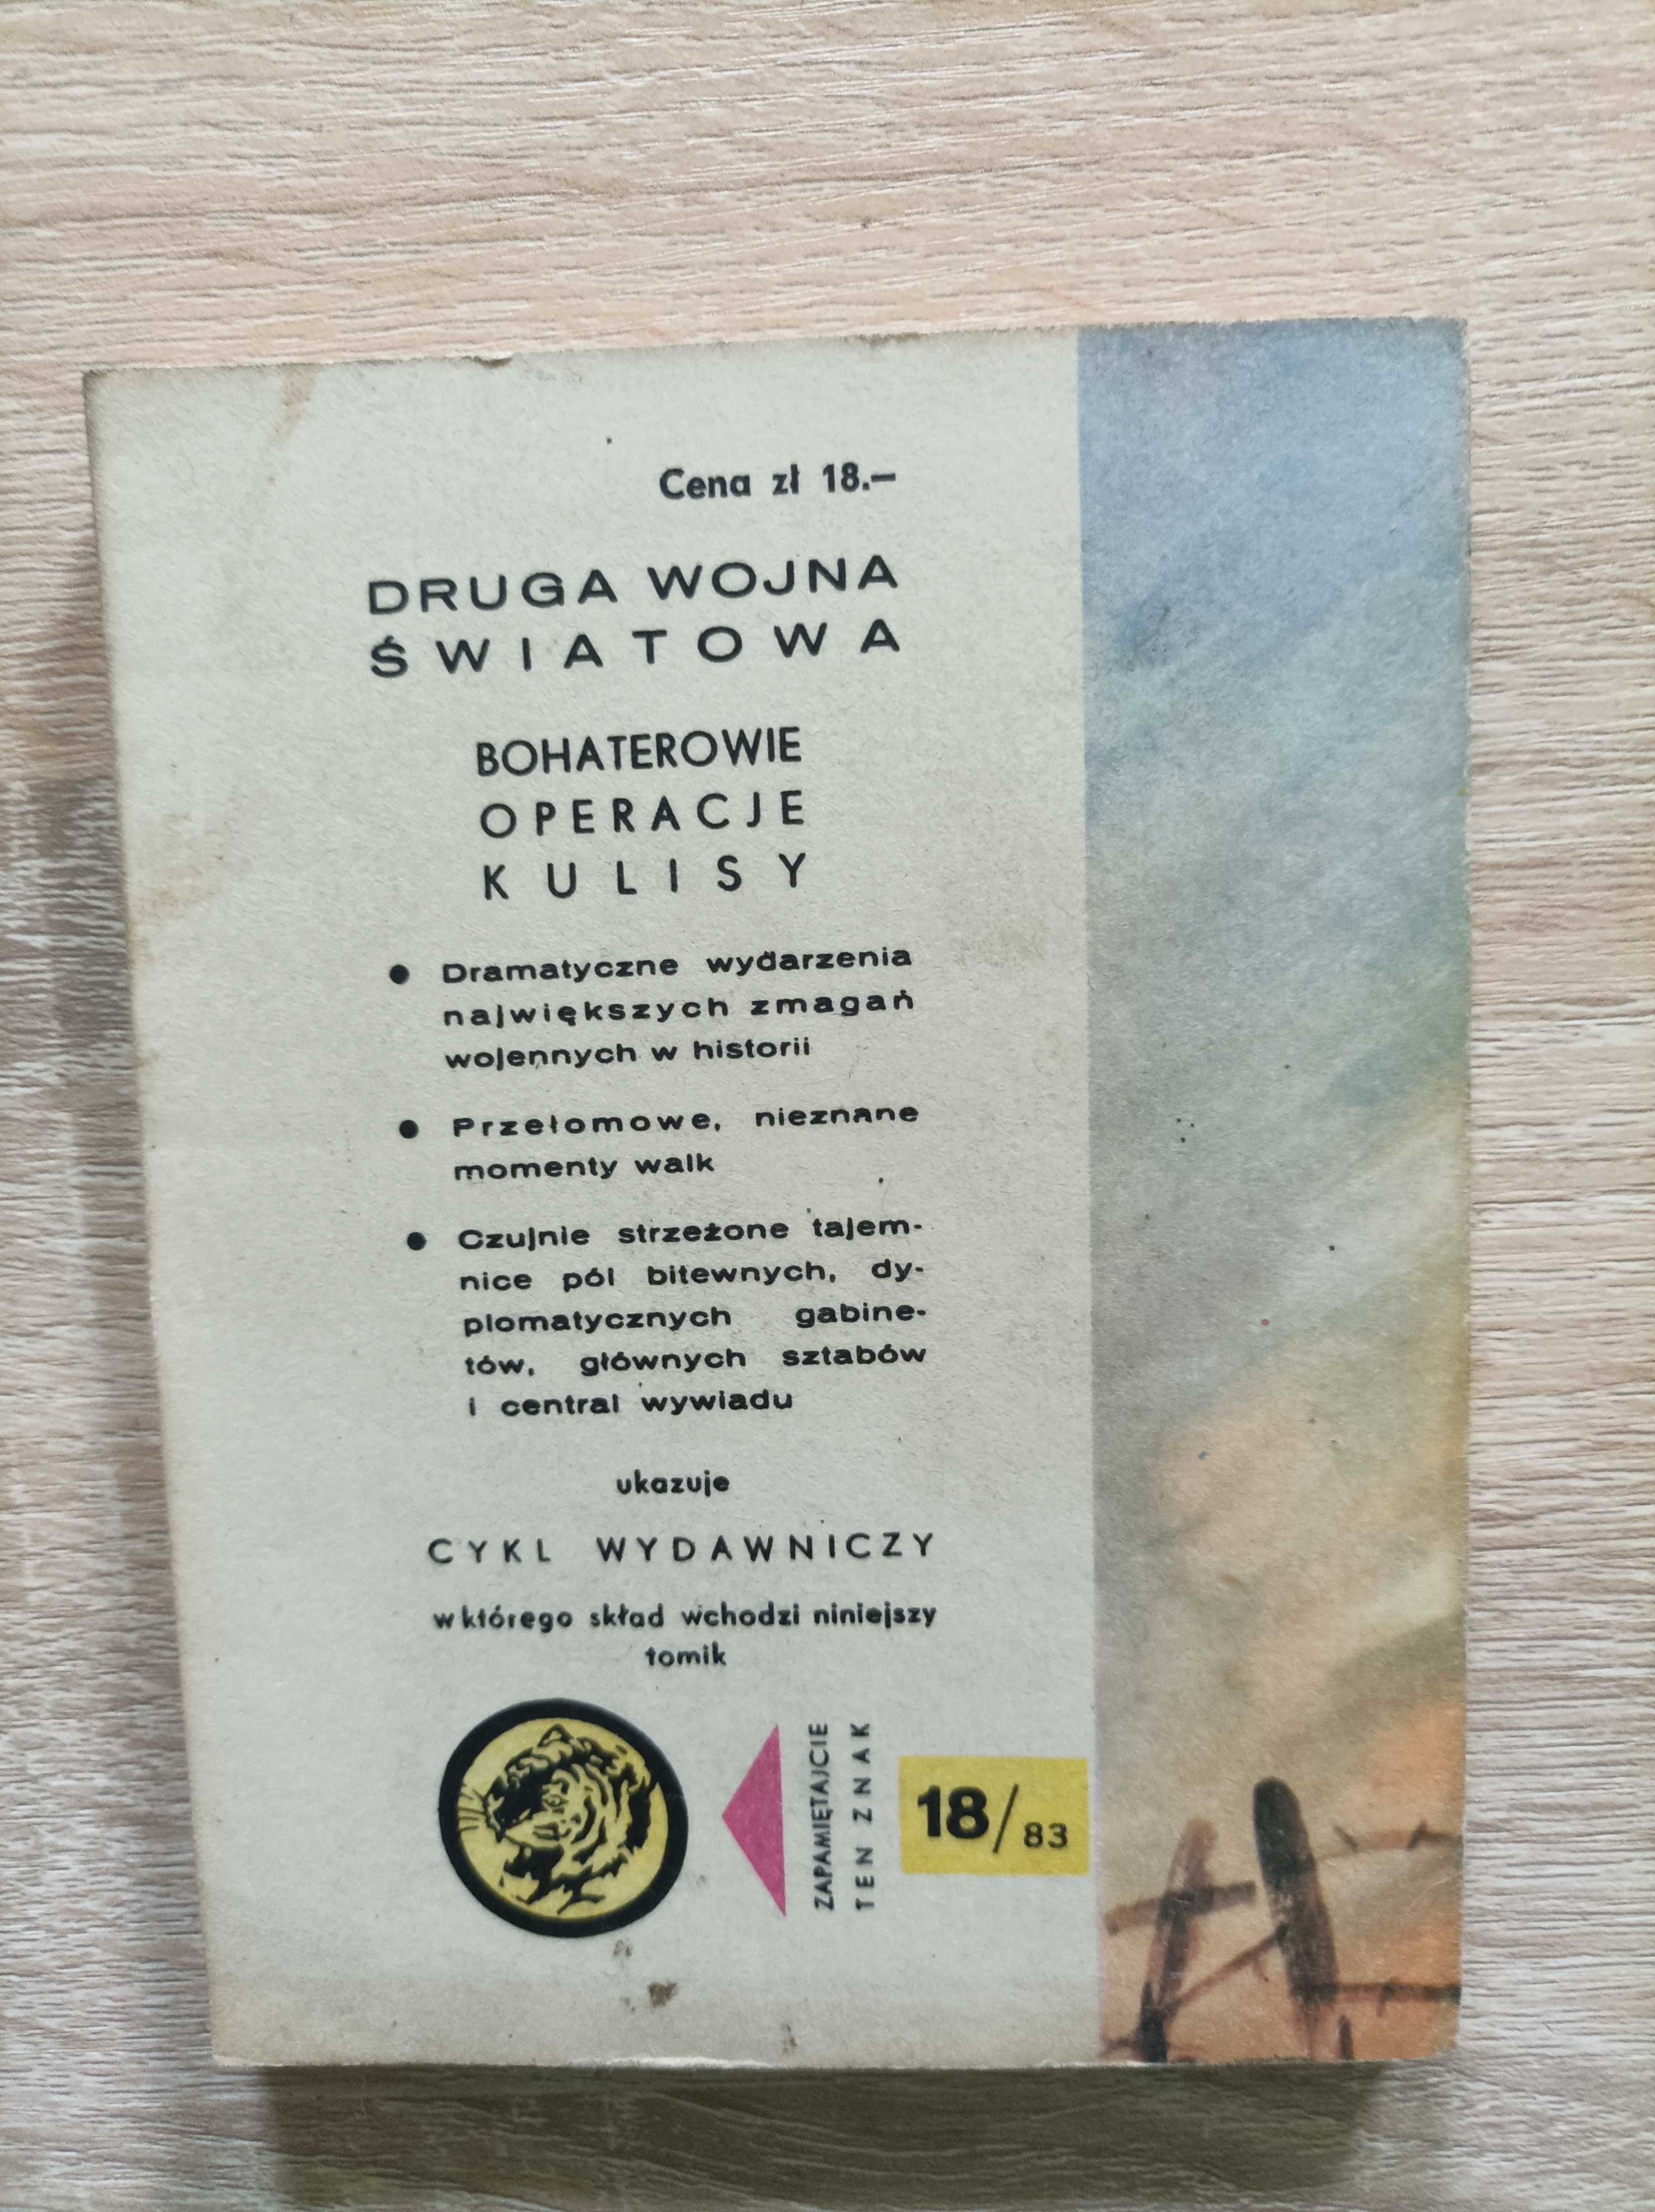 Cena zł 18.—
DRUGA WOJNA
ŚWIATOWA
BOHATEROWIE
OPERACJE
KULISY
● Dramatyczne wydarzenia
największych zmagań
wojennych w historii
● Przełomowe, nieznane
momenty walk
● Czujnie strzeżone tajem-
nice pól bitewnych, dy-
plomatycznych gabine-
tów, głównych sztabów
i central wywiadu
ukazuje
CYKL WYDAWNICZY
w którego skład wchodzi niniejszy
tomik
ZAPAMIĘTAJCIE
TEN ZNAK
18/83